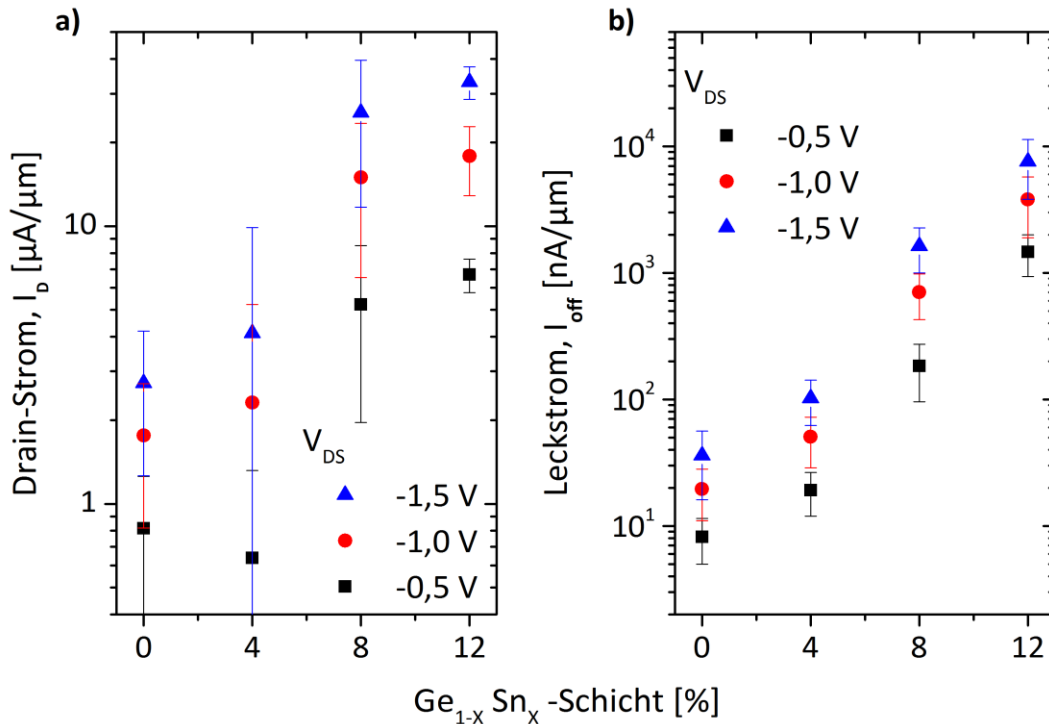 a)
Drain-Strom, I_D [µA/µm]
10
1
V_DS
-1,5 V
-1,0 V
-0,5 V
0 4 8 12
b)
Leckstrom, I_off [nA/µm]
10^4
10^3
10^2
10^1
V_DS
-0,5 V
-1,0 V
-1,5 V
0 4 8 12
Ge_1-X Sn_X -Schicht [%]